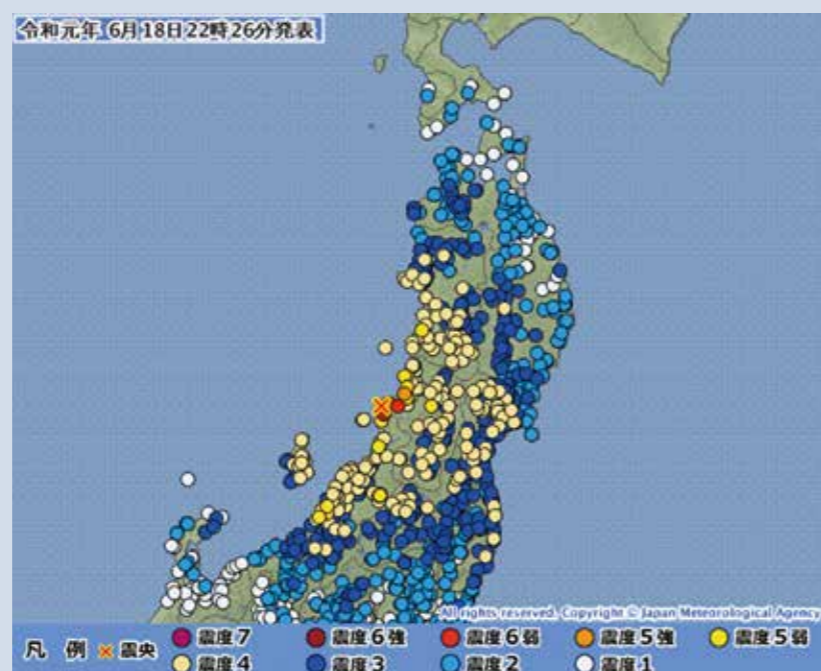 令和元年 6月18日22時26分発表
All rights reserved. Copyright © Japan Meteorological Agency
凡 例 震央 震度7 震度6強 震度6弱 震度5強 震度5弱
震度4 震度3 震度2 震度1